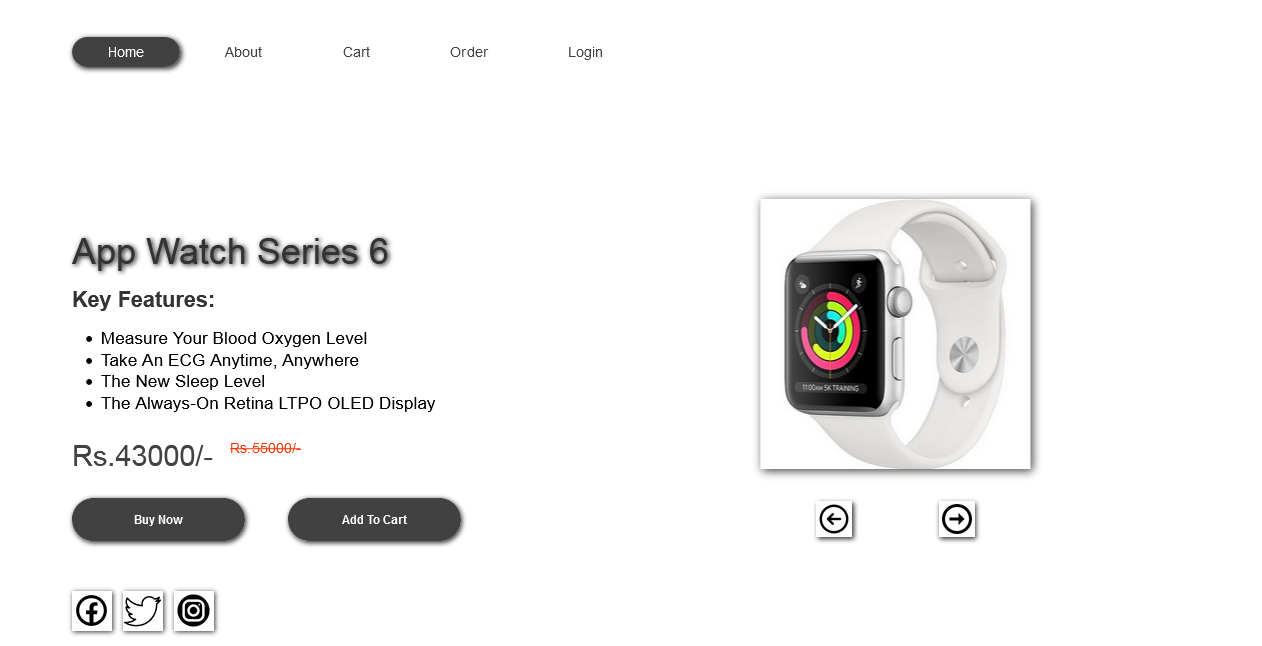 Home About Cart Order Login
App Watch Series 6
Key Features:
Measure Your Blood Oxygen Level
Take An ECG Anytime, Anywhere
The New Sleep Level
The Always-On Retina LTPO OLED Display
Rs.43000/- Rs.55000/-
Buy Now Add To Cart
11:00AM 5K TRAINING